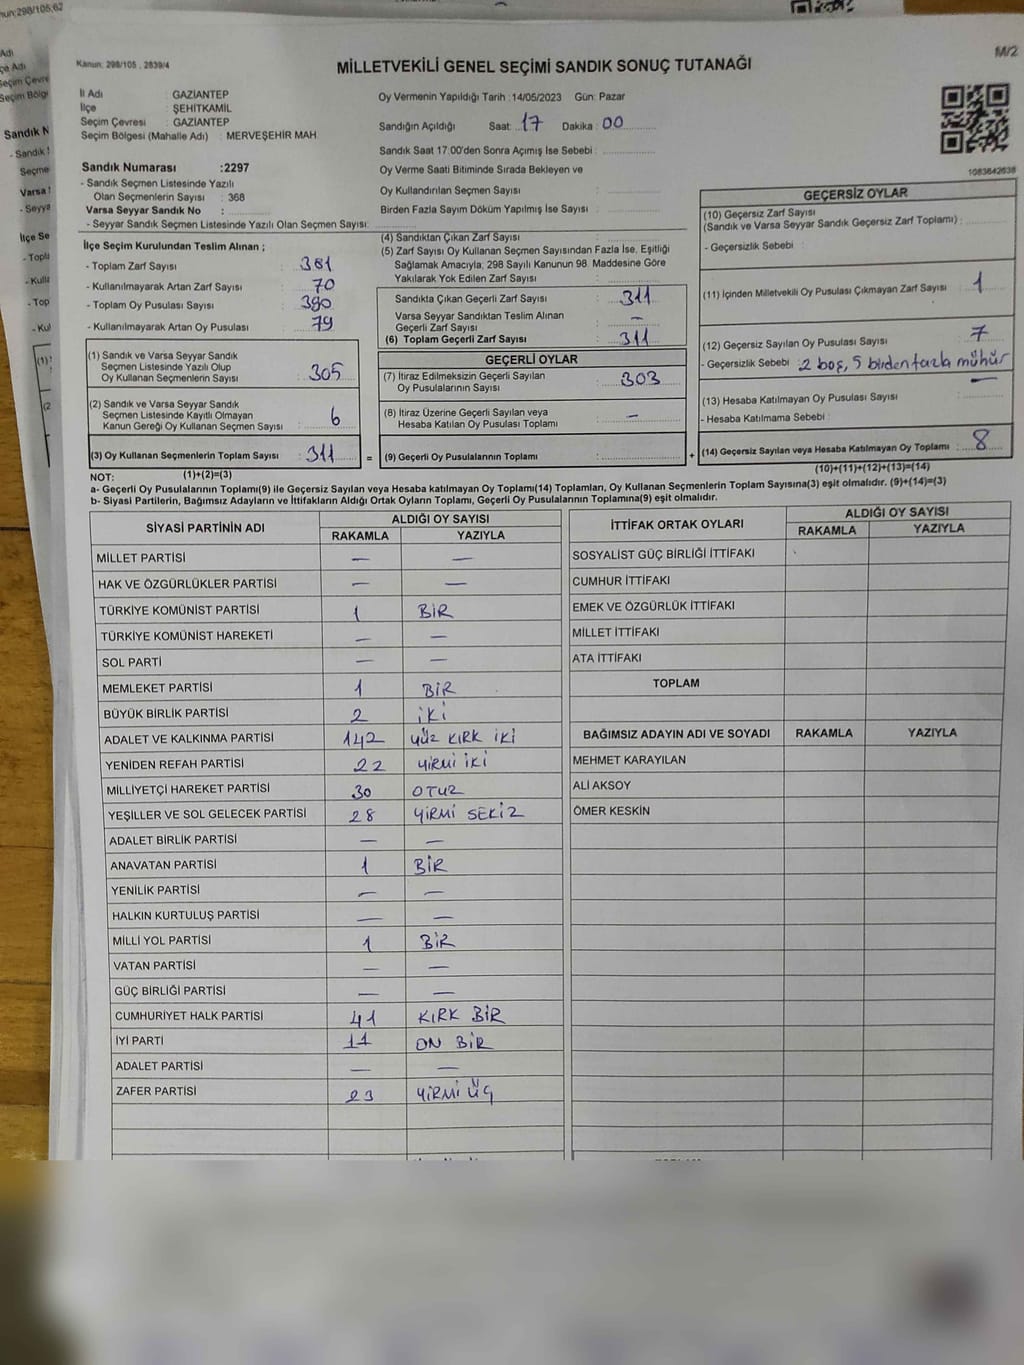 Kanun: 298/105 , 2839/4
M/2
MİLLETVEKİLİ GENEL SEÇİMİ SANDIK SONUÇ TUTANAĞI
İl Adı : GAZİANTEP
İlçe : ŞEHİTKAMİL
Seçim Çevresi : GAZİANTEP
Seçim Bölgesi (Mahalle Adı) : MERVEŞEHİR MAH.
Sandık Numarası :2297
- Sandık Seçmen Listesinde Yazılı
Olan Seçmenlerin Sayısı : 368
Varsa Seyyar Sandık No :
- Seyyar Sandık Seçmen Listesinde Yazılı Olan Seçmen Sayısı:
Oy Vermenin Yapıldığı Tarih :14/05/2023 Gün: Pazar
Sandığın Açıldığı Saat: 17 Dakika : 00
Sandık Saat 17:00'den Sonra Açımış İse Sebebi :
Oy Verme Saati Bitiminde Sırada Bekleyen ve
Oy Kullandırılan Seçmen Sayısı :
Birden Fazla Sayım Döküm Yapılmış İse Sayısı :
1083642638
İlçe Seçim Kurulundan Teslim Alınan ;
- Toplam Zarf Sayısı : 381
- Kullanılmayarak Artan Zarf Sayısı : 70
- Toplam Oy Pusulası Sayısı : 380
- Kullanılmayarak Artan Oy Pusulası : 79
(4) Sandıktan Çıkan Zarf Sayısı :
(5) Zarf Sayısı Oy Kullanan Seçmen Sayısından Fazla İse, Eşitliği
Sağlamak Amacıyla, 298 Sayılı Kanunun 98. Maddesine Göre
Yakılarak Yok Edilen Zarf Sayısı :
Sandıkta Çıkan Geçerli Zarf Sayısı : 311
Varsa Seyyar Sandıktan Teslim Alınan
Geçerli Zarf Sayısı : —
(6) Toplam Geçerli Zarf Sayısı : 311
GEÇERSİZ OYLAR
(10) Geçersiz Zarf Sayısı
(Sandık ve Varsa Seyyar Sandık Geçersiz Zarf Toplamı) :
- Geçersizlik Sebebi :
(11) İçinden Milletvekili Oy Pusulası Çıkmayan Zarf Sayısı : 1
(12) Geçersiz Sayılan Oy Pusulası Sayısı : 7
- Geçersizlik Sebebi : 2 boş, 5 birden fazla mühür
(13) Hesaba Katılmayan Oy Pusulası Sayısı : —
- Hesaba Katılmama Sebebi :
(14) Geçersiz Sayılan veya Hesaba Katılmayan Oy Toplamı : 8
(10)+(11)+(12)+(13)=(14)
(1) Sandık ve Varsa Seyyar Sandık
Seçmen Listesinde Yazılı Olup
Oy Kullanan Seçmenlerin Sayısı : 305
(2) Sandık ve Varsa Seyyar Sandık
Seçmen Listesinde Kayıtlı Olmayan
Kanun Gereği Oy Kullanan Seçmen Sayısı : 6
(3) Oy Kullanan Seçmenlerin Toplam Sayısı : 311
=
GEÇERLİ OYLAR
(7) İtiraz Edilmeksizin Geçerli Sayılan
Oy Pusulalarının Sayısı : 303
(8) İtiraz Üzerine Geçerli Sayılan veya
Hesaba Katılan Oy Pusulası Toplamı : —
(9) Geçerli Oy Pusulalarının Toplamı :
+
NOT: (1)+(2)=(3)
a- Geçerli Oy Pusulalarının Toplamı(9) ile Geçersiz Sayılan veya Hesaba katılmayan Oy Toplamı(14) Toplamları, Oy Kullanan Seçmenlerin Toplam Sayısına(3) eşit olmalıdır. (9)+(14)=(3)
b- Siyasi Partilerin, Bağımsız Adayların ve İttifakların Aldığı Ortak Oyların Toplamı, Geçerli Oy Pusulalarının Toplamına(9) eşit olmalıdır.
SİYASİ PARTİNİN ADI ALDIĞI OY SAYISI
RAKAMLA YAZIYLA
MİLLET PARTİSİ — —
HAK VE ÖZGÜRLÜKLER PARTİSİ — —
TÜRKİYE KOMÜNİST PARTİSİ 1 BİR
TÜRKİYE KOMÜNİST HAREKETİ — —
SOL PARTİ — —
MEMLEKET PARTİSİ 1 BİR
BÜYÜK BİRLİK PARTİSİ 2 İKİ
ADALET VE KALKINMA PARTİSİ 142 YÜZ KIRK İKİ
YENİDEN REFAH PARTİSİ 22 YİRMİ İKİ
MİLLİYETÇİ HAREKET PARTİSİ 30 OTUZ
YEŞİLLER VE SOL GELECEK PARTİSİ 28 YİRMİ SEKİZ
ADALET BİRLİK PARTİSİ — —
ANAVATAN PARTİSİ 1 BİR
YENİLİK PARTİSİ — —
HALKIN KURTULUŞ PARTİSİ — —
MİLLİ YOL PARTİSİ 1 BİR
VATAN PARTİSİ — —
GÜÇ BİRLİĞİ PARTİSİ — —
CUMHURİYET HALK PARTİSİ 41 KIRK BİR
İYİ PARTİ 11 ON BİR
ADALET PARTİSİ — —
ZAFER PARTİSİ 23 YİRMİ ÜÇ
İTTİFAK ORTAK OYLARI ALDIĞI OY SAYISI
RAKAMLA YAZIYLA
SOSYALİST GÜÇ BİRLİĞİ İTTİFAKI
CUMHUR İTTİFAKI
EMEK VE ÖZGÜRLÜK İTTİFAKI
MİLLET İTTİFAKI
ATA İTTİFAKI
TOPLAM
BAĞIMSIZ ADAYIN ADI VE SOYADI RAKAMLA YAZIYLA
MEHMET KARAYILAN
ALİ AKSOY
ÖMER KESKİN